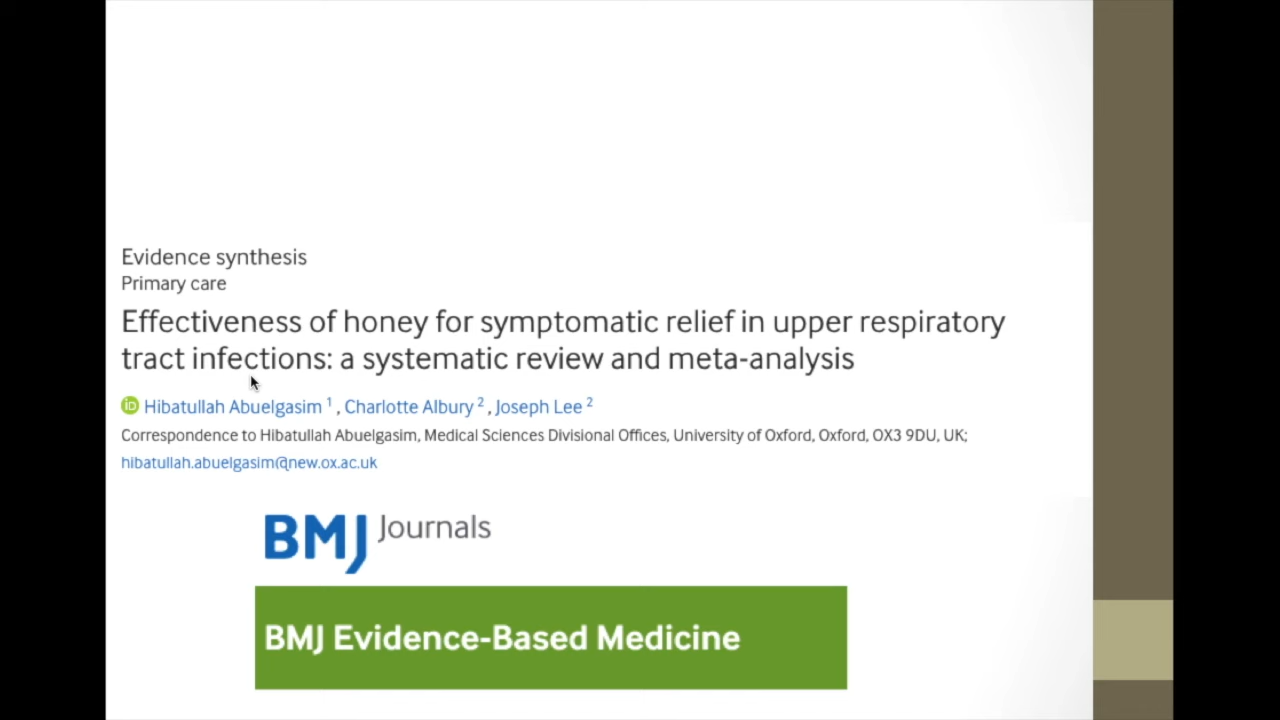 Evidence synthesis
Primary care
Effectiveness of honey for symptomatic relief in upper respiratory
tract infections: a systematic review and meta-analysis
iD Hibatullah Abuelgasim 1 , Charlotte Albury 2 , Joseph Lee 2
Correspondence to Hibatullah Abuelgasim, Medical Sciences Divisional Offices, University of Oxford, Oxford, OX3 9DU, UK;
hibatullah.abuelgasim@new.ox.ac.uk
BMJ Journals
BMJ Evidence-Based Medicine